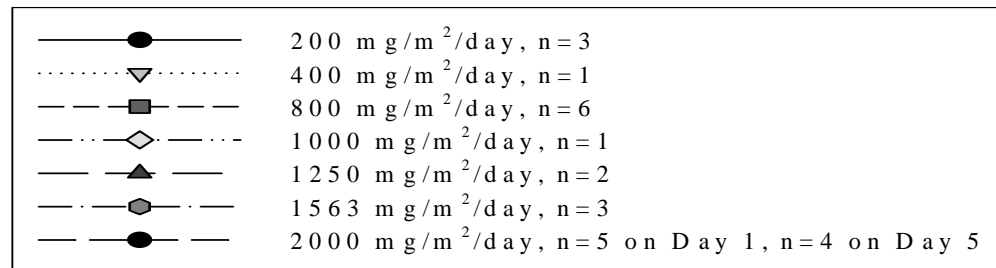 200 mg/m²/day, n=3
400 mg/m²/day, n=1
800 mg/m²/day, n=6
1000 mg/m²/day, n=1
1250 mg/m²/day, n=2
1563 mg/m²/day, n=3
2000 mg/m²/day, n=5 on Day 1, n=4 on Day 5